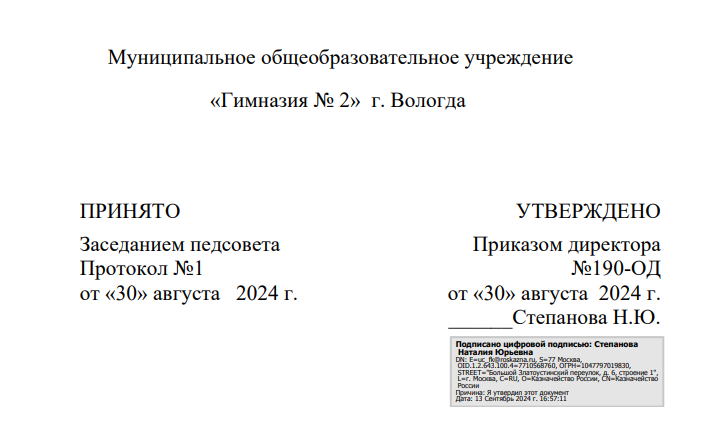 Муниципальное общеобразовательное учреждение
«Гимназия № 2» г. Вологда
ПРИНЯТО
Заседанием педсовета
Протокол №1
от «30» августа 2024 г.
УТВЕРЖДЕНО
Приказом директора
№190-ОД
от «30» августа 2024 г.
______Степанова Н.Ю.
Подписано цифровой подписью: Степанова
Наталия Юрьевна
DN: E=uc_fk@roskazna.ru, S=77 Москва,
OID.1.2.643.100.4=7710568760, ОГРН=1047797019830,
STREET="Большой Златоустинский переулок, д. 6, строение 1",
L=г. Москва, C=RU, O=Казначейство России, CN=Казначейство
России
Причина: Я утвердил этот документ
Дата: 13 Сентябрь 2024 г. 16:57:11